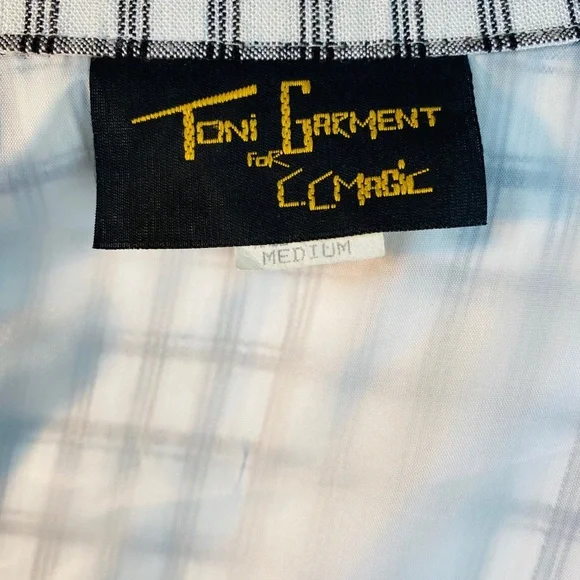 Toni Garment
for
C.C. Magic
MEDIUM